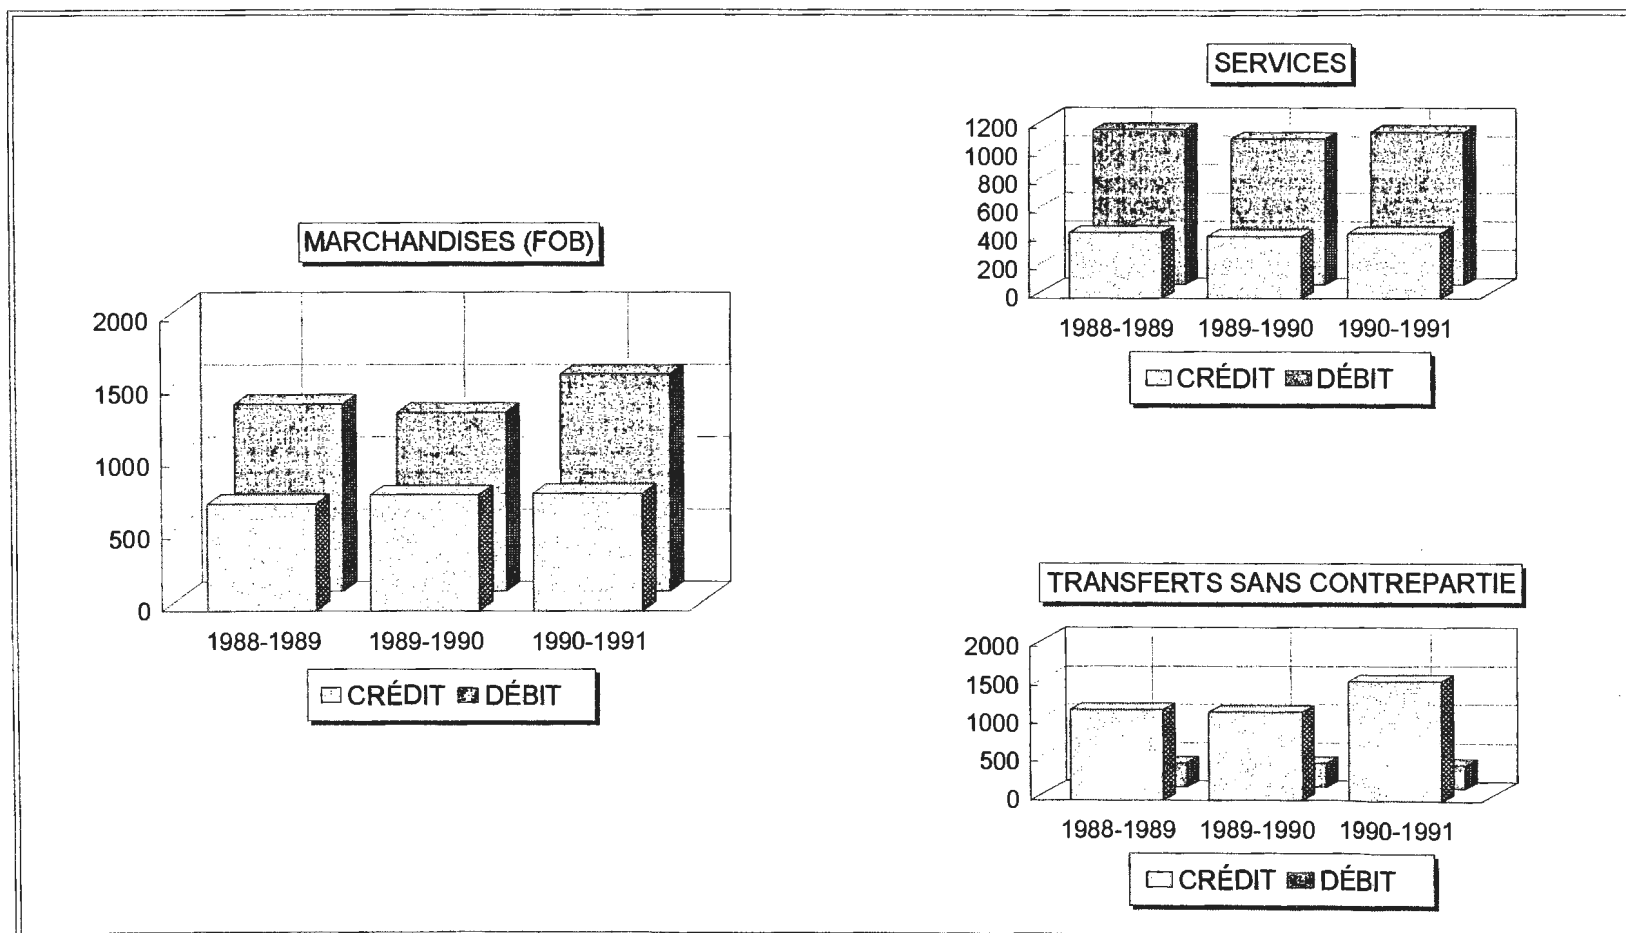 MARCHANDISES (FOB)
2000
1500
1000
500
0
1988-1989 1989-1990 1990-1991
CRÉDIT DÉBIT
SERVICES
1200
1000
800
600
400
200
0
1988-1989 1989-1990 1990-1991
CRÉDIT DÉBIT
TRANSFERTS SANS CONTREPARTIE
2000
1500
1000
500
0
1988-1989 1989-1990 1990-1991
CRÉDIT DÉBIT